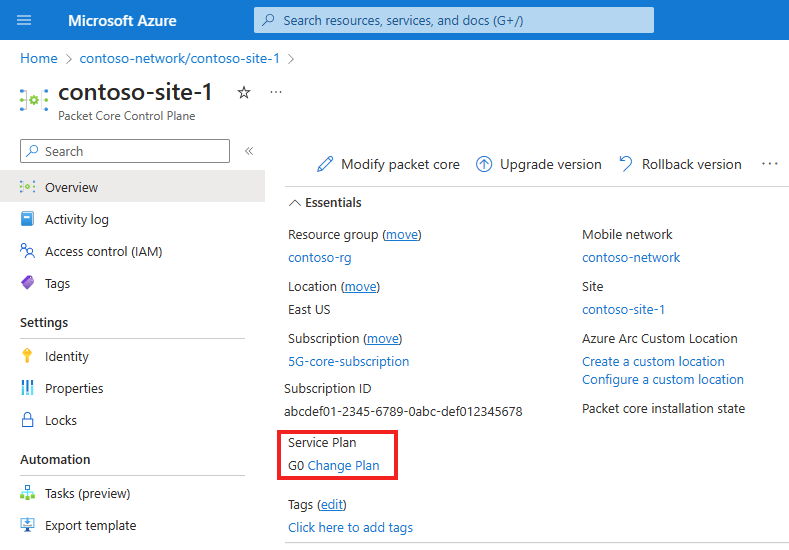 Microsoft Azure
Search resources, services, and docs (G+/)
Home > contoso-network/contoso-site-1 >
contoso-site-1
Packet Core Control Plane
Search
Overview
Activity log
Access control (IAM)
Tags
Settings
Identity
Properties
Locks
Automation
Tasks (preview)
Export template
Modify packet core
Upgrade version
Rollback version
Essentials
Resource group (move)
contoso-rg
Location (move)
East US
Subscription (move)
5G-core-subscription
Subscription ID
abcdef01-2345-6789-0abc-def012345678
Service Plan
G0 Change Plan
Tags (edit)
Click here to add tags
Mobile network
contoso-network
Site
contoso-site-1
Azure Arc Custom Location
Create a custom location
Configure a custom location
Packet core installation state